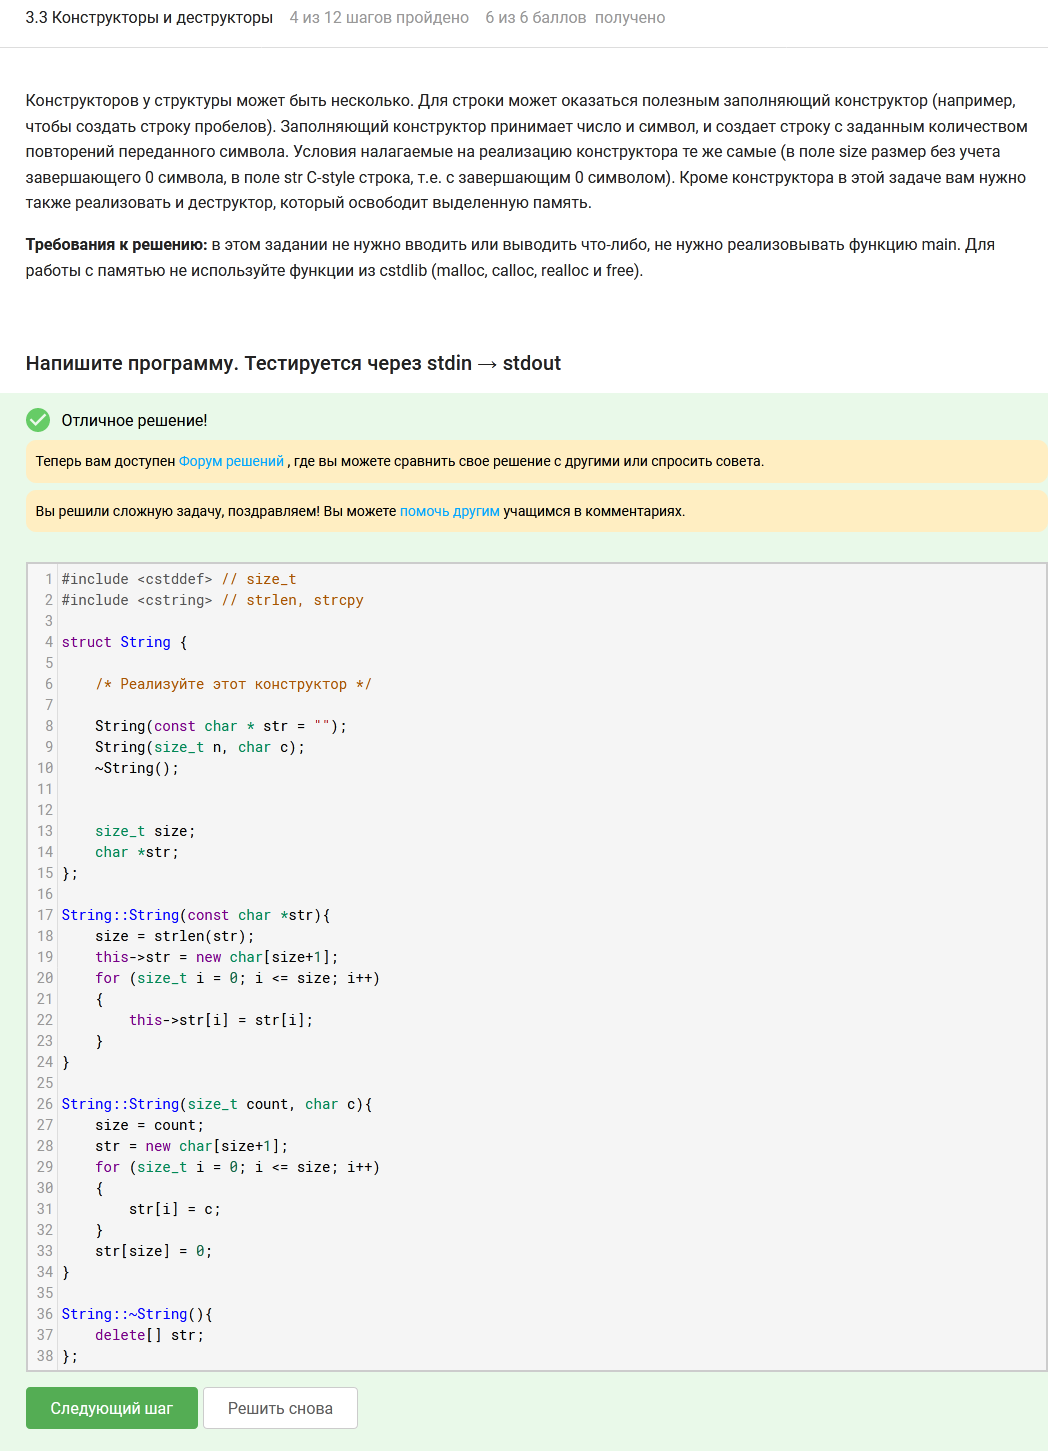 3.3 Конструкторы и деструкторы 4 из 12 шагов пройдено 6 из 6 баллов получено
Конструкторов у структуры может быть несколько. Для строки может оказаться полезным заполняющий конструктор (например,
чтобы создать строку пробелов). Заполняющий конструктор принимает число и символ, и создает строку с заданным количеством
повторений переданного символа. Условия налагаемые на реализацию конструктора те же самые (в поле size размер без учета
завершающего 0 символа, в поле str C-style строка, т.е. с завершающим 0 символом). Кроме конструктора в этой задаче вам нужно
также реализовать и деструктор, который освободит выделенную память.
Требования к решению: в этом задании не нужно вводить или выводить что-либо, не нужно реализовывать функцию main. Для
работы с памятью не используйте функции из cstdlib (malloc, calloc, realloc и free).
Напишите программу. Тестируется через stdin → stdout
Отличное решение!
Теперь вам доступен Форум решений , где вы можете сравнить свое решение с другими или спросить совета.
Вы решили сложную задачу, поздравляем! Вы можете помочь другим учащимся в комментариях.
1 #include <cstddef> // size_t
2 #include <cstring> // strlen, strcpy
3
4 struct String {
5
6     /* Реализуйте этот конструктор */
7
8     String(const char * str = "");
9     String(size_t n, char c);
10     ~String();
11
12
13     size_t size;
14     char *str;
15 };
16
17 String::String(const char *str){
18     size = strlen(str);
19     this->str = new char[size+1];
20     for (size_t i = 0; i <= size; i++)
21     {
22         this->str[i] = str[i];
23     }
24 }
25
26 String::String(size_t count, char c){
27     size = count;
28     str = new char[size+1];
29     for (size_t i = 0; i <= size; i++)
30     {
31         str[i] = c;
32     }
33     str[size] = 0;
34 }
35
36 String::~String(){
37     delete[] str;
38 };
Следующий шаг Решить снова